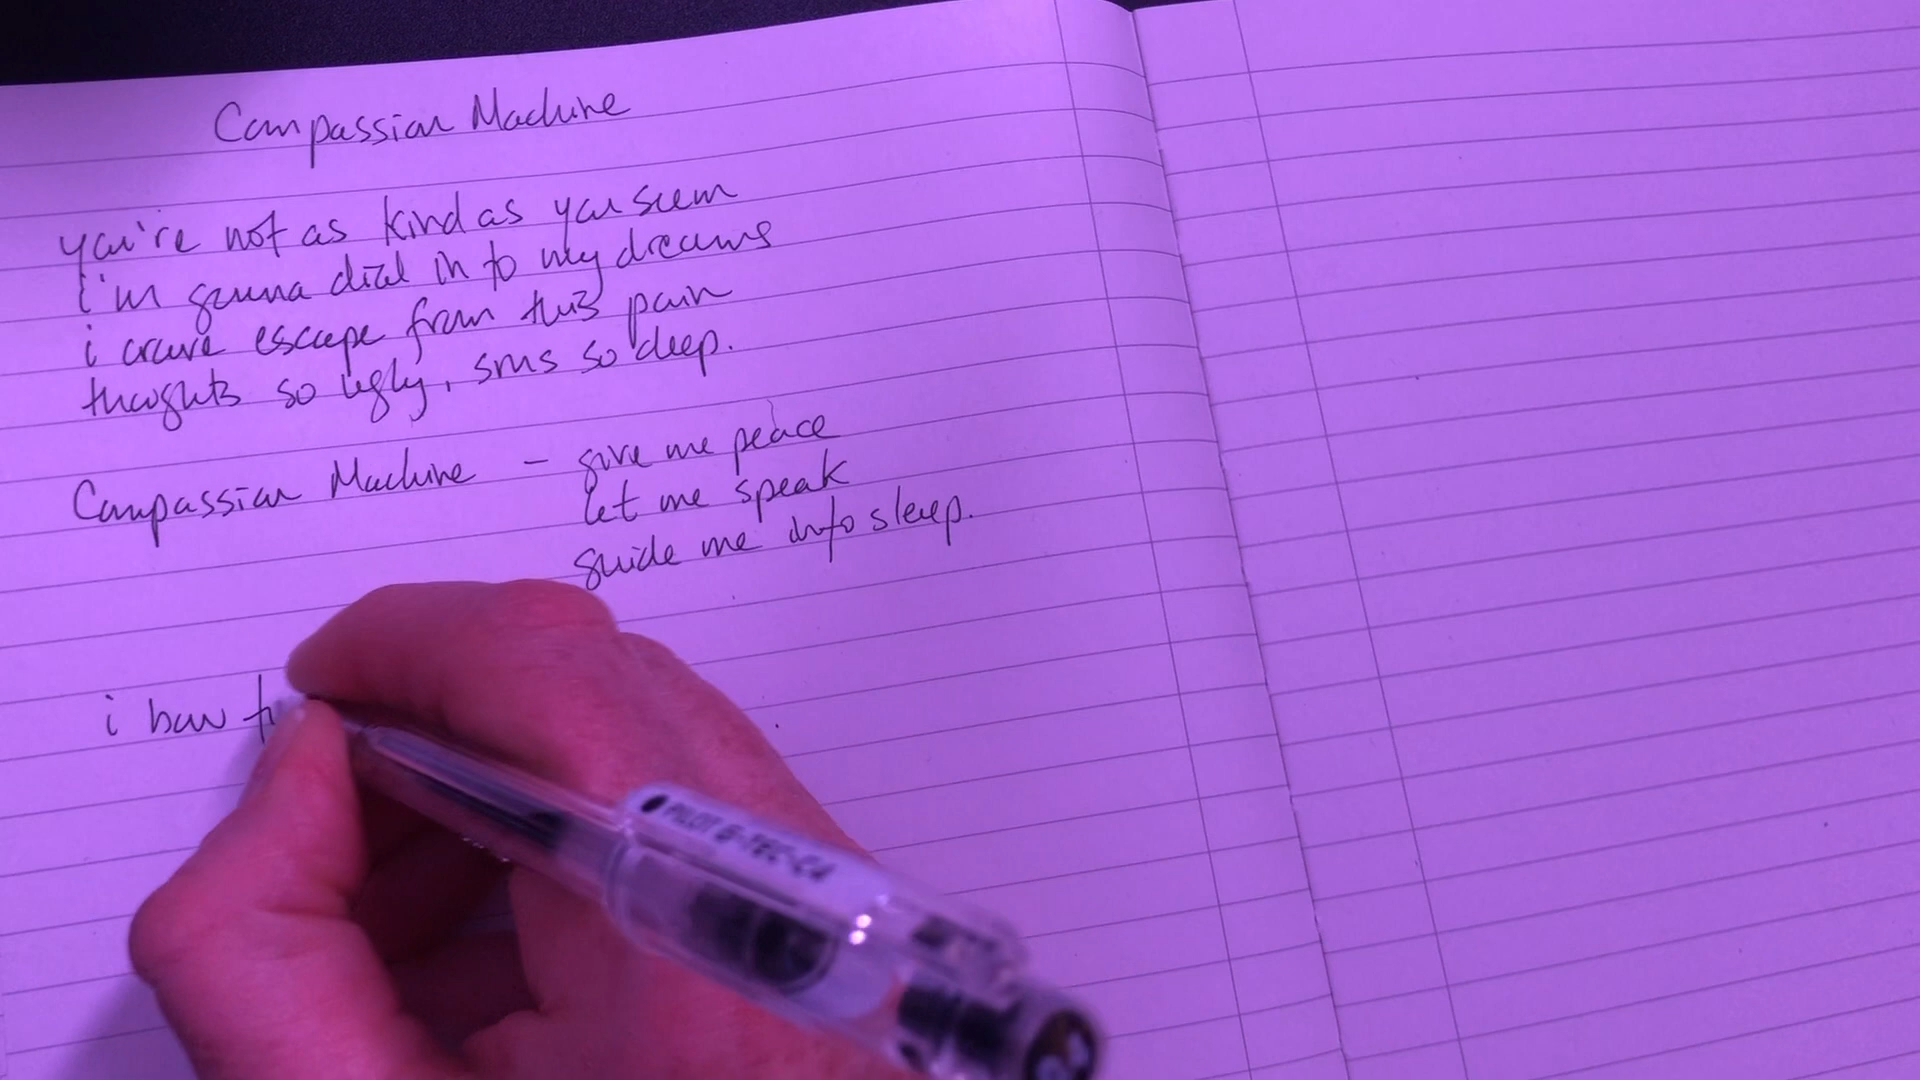 Compassion Machine
you're not as kind as you seem
i'm gonna dial in to my dreams
i crave escape from this pain
thoughts so ugly, sins so deep.
Compassion Machine – give me peace
let me speak
guide me into sleep.
i bow
PILOT G-TEC-C4